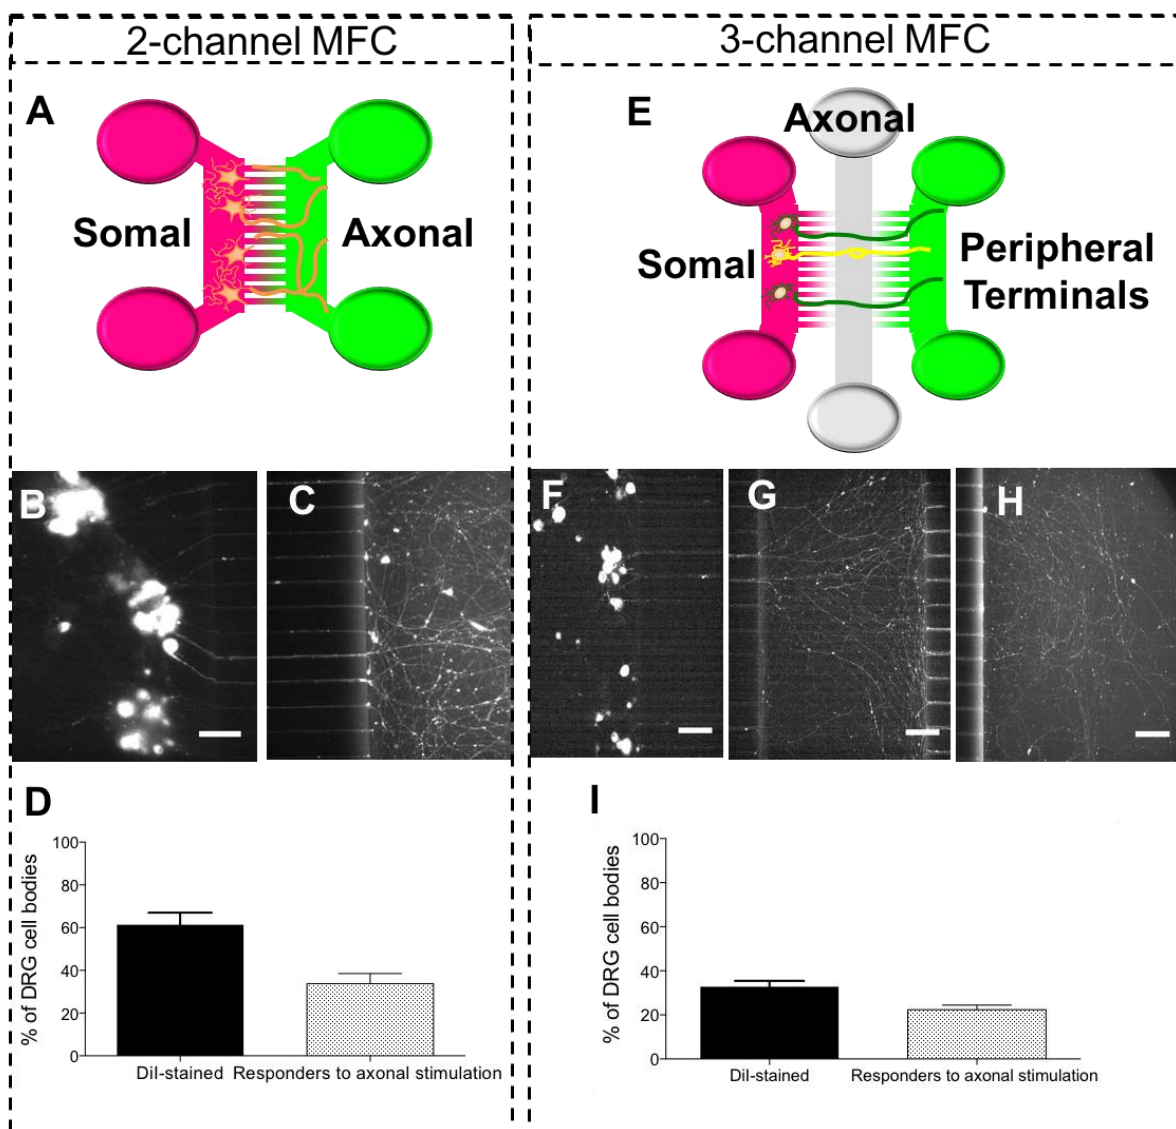 2-channel MFC
3-channel MFC
A
Somal
Axonal
E
Axonal
Somal
Peripheral
Terminals
B
C
F
G
H
D
% of DRG cell bodies
100
80
60
40
20
0
DiI-stained
Responders to axonal stimulation
I
% of DRG cell bodies
100
80
60
40
20
0
DiI-stained
Responders to axonal stimulation